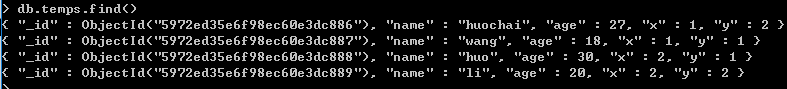 > db.temps.find()
{ "_id" : ObjectId("5972ed35e6f98ec60e3dc886"), "name" : "huochai", "age" : 27, "x" : 1, "y" : 2 }
{ "_id" : ObjectId("5972ed35e6f98ec60e3dc887"), "name" : "wang", "age" : 18, "x" : 1, "y" : 1 }
{ "_id" : ObjectId("5972ed35e6f98ec60e3dc888"), "name" : "huo", "age" : 30, "x" : 2, "y" : 1 }
{ "_id" : ObjectId("5972ed35e6f98ec60e3dc889"), "name" : "li", "age" : 20, "x" : 2, "y" : 2 }